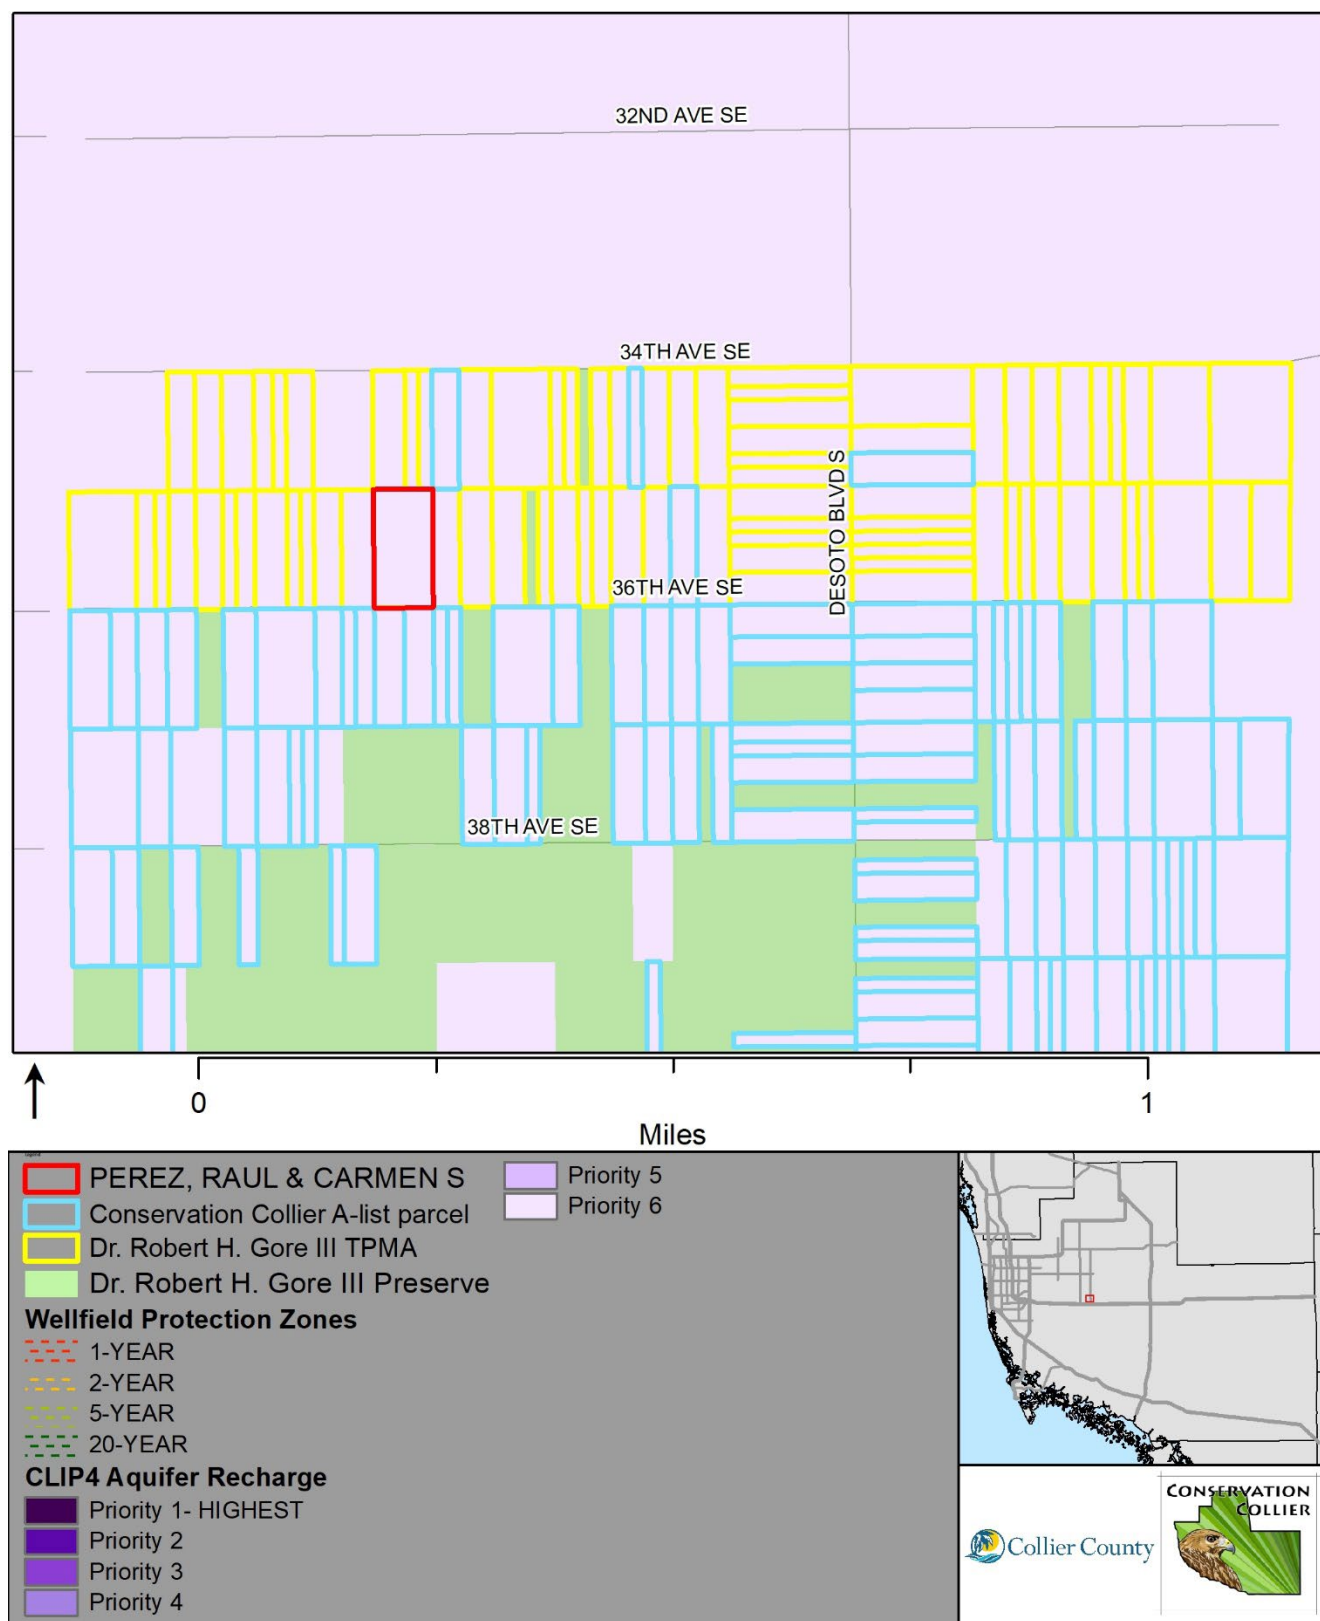 32ND AVE SE
34TH AVE SE
DESOTO BLVD S
36TH AVE SE
38TH AVE SE
0
1
Miles
Legend
PEREZ, RAUL & CARMEN S
Conservation Collier A-list parcel
Dr. Robert H. Gore III TPMA
Dr. Robert H. Gore III Preserve
Wellfield Protection Zones
1-YEAR
2-YEAR
5-YEAR
20-YEAR
CLIP4 Aquifer Recharge
Priority 1- HIGHEST
Priority 2
Priority 3
Priority 4
Priority 5
Priority 6
Collier County
CONSERVATION
COLLIER